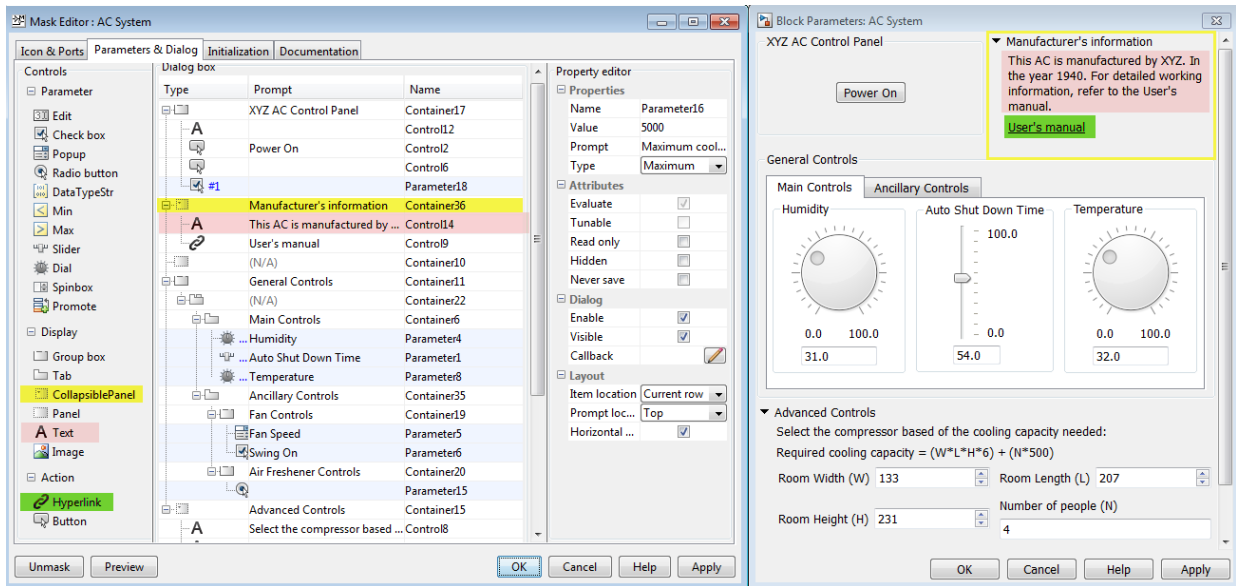 Mask Editor : AC System
Icon & Ports Parameters & Dialog Initialization Documentation
Controls
Parameter
Edit
Check box
Popup
Radio button
DataTypeStr
Min
Max
Slider
Dial
Spinbox
Promote
Display
Group box
Tab
CollapsiblePanel
Panel
A Text
Image
Action
Hyperlink
Button
Dialog box
Type Prompt Name
XYZ AC Control Panel Container17
A Control12
Power On Control2
Control6
#1 Parameter18
Manufacturer's information Container36
A This AC is manufactured by ... Control14
User's manual Control9
(N/A) Container10
General Controls Container11
(N/A) Container22
Main Controls Container6
... Humidity Parameter4
... Auto Shut Down Time Parameter1
... Temperature Parameter8
Ancillary Controls Container35
Fan Controls Container19
Fan Speed Parameter5
Swing On Parameter6
Air Freshener Controls Container20
Parameter15
Advanced Controls Container15
A Select the compressor based ... Control8
Property editor
Properties
Name Parameter16
Value 5000
Prompt Maximum cool...
Type Maximum
Attributes
Evaluate
Tunable
Read only
Hidden
Never save
Dialog
Enable
Visible
Callback
Layout
Item location Current row
Prompt loc... Top
Horizontal ...
Unmask Preview OK Cancel Help Apply
Block Parameters: AC System
XYZ AC Control Panel
Power On
Manufacturer's information
This AC is manufactured by XYZ. In
the year 1940. For detailed working
information, refer to the User's
manual.
User's manual
General Controls
Main Controls Ancillary Controls
Humidity Auto Shut Down Time Temperature
100.0
0.0 100.0 0.0 0.0 100.0
31.0 54.0 32.0
Advanced Controls
Select the compressor based of the cooling capacity needed:
Required cooling capacity = (W*L*H*6) + (N*500)
Room Width (W) 133 Room Length (L) 207
Number of people (N)
Room Height (H) 231
4
OK Cancel Help Apply